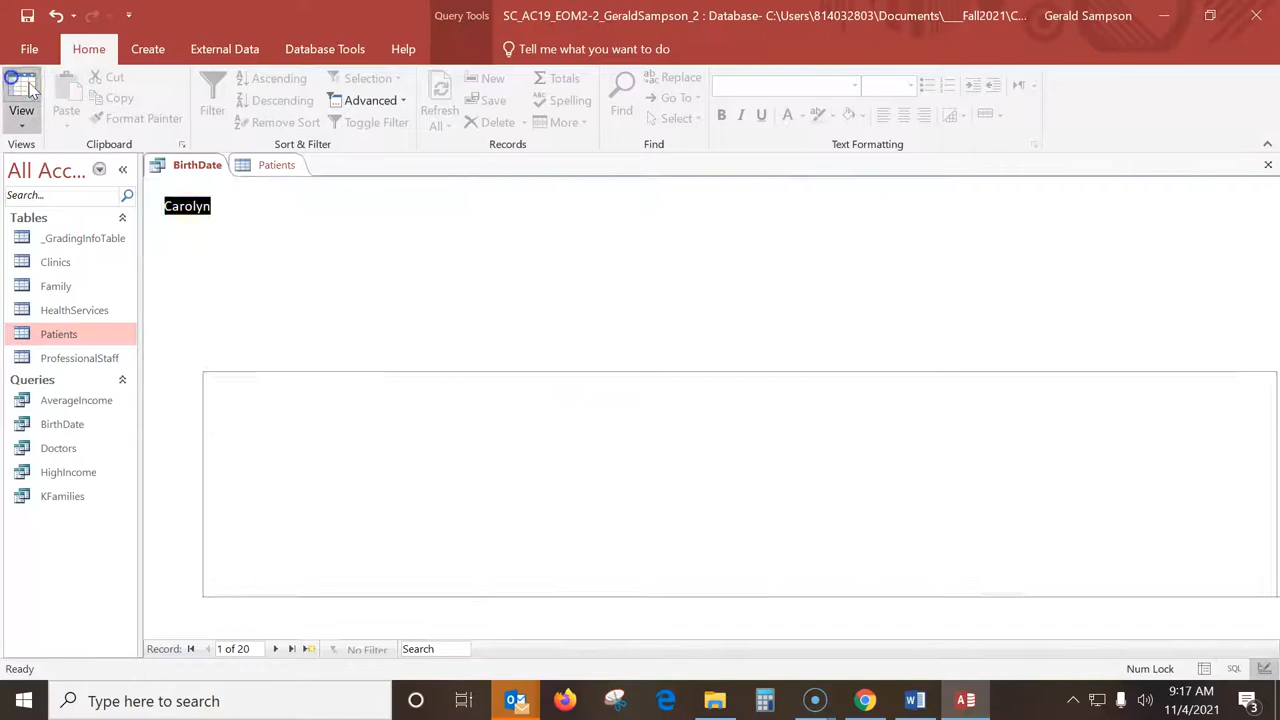 Query Tools
SC_AC19_EOM2-2_GeraldSampson_2 : Database- C:\Users\814032803\Documents\___Fall2021\C...
Gerald Sampson
File
Home
Create
External Data
Database Tools
Help
Tell me what you want to do
View
Views
Paste
Cut
Copy
Format Painter
Clipboard
Filter
Ascending
Descending
Remove Sort
Selection
Advanced
Toggle Filter
Sort & Filter
Refresh
All
New
Save
Delete
Totals
Spelling
More
Records
Find
Replace
Go To
Select
Find
B I U A
Text Formatting
All Acc...
BirthDate
Patients
Search...
Carolyn
Tables
_GradingInfoTable
Clinics
Family
HealthServices
Patients
ProfessionalStaff
Queries
AverageIncome
BirthDate
Doctors
HighIncome
KFamilies
Record:
1 of 20
No Filter
Search
Ready
Num Lock
SQL
Type here to search
9:17 AM
11/4/2021
3